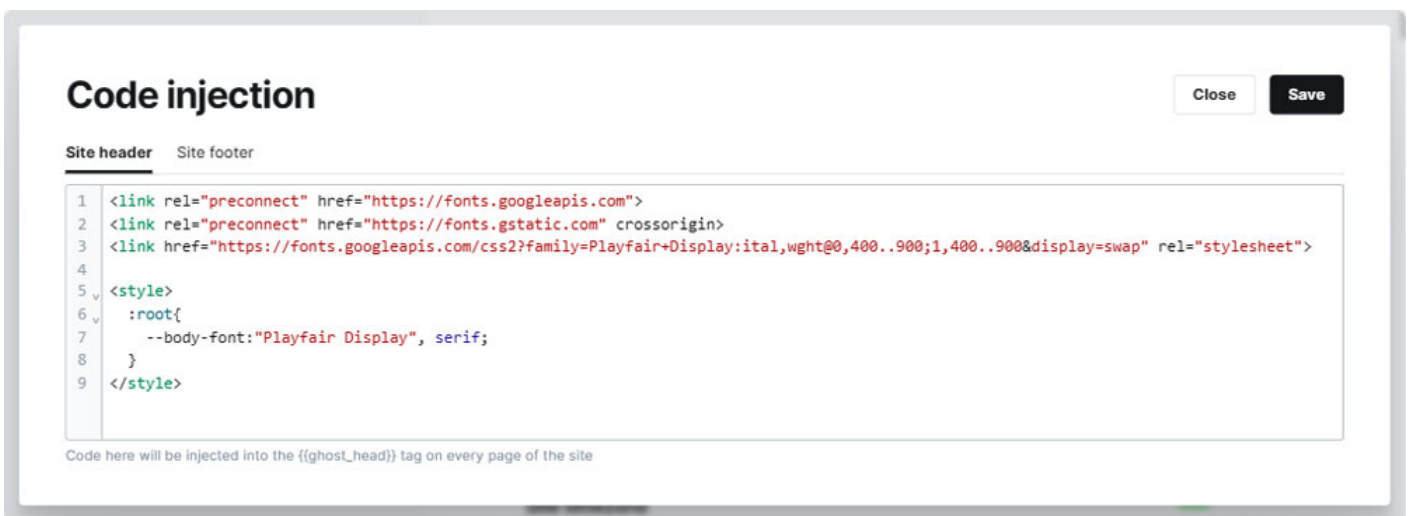 Code injection
Close
Save
Site header
Site footer
1 <link rel="preconnect" href="https://fonts.googleapis.com">
2 <link rel="preconnect" href="https://fonts.gstatic.com" crossorigin>
3 <link href="https://fonts.googleapis.com/css2?family=Playfair+Display:ital,wght@0,400..900;1,400..900&display=swap" rel="stylesheet">
4
5 <style>
6   :root{
7     --body-font:"Playfair Display", serif;
8   }
9 </style>
Code here will be injected into the {{ghost_head}} tag on every page of the site